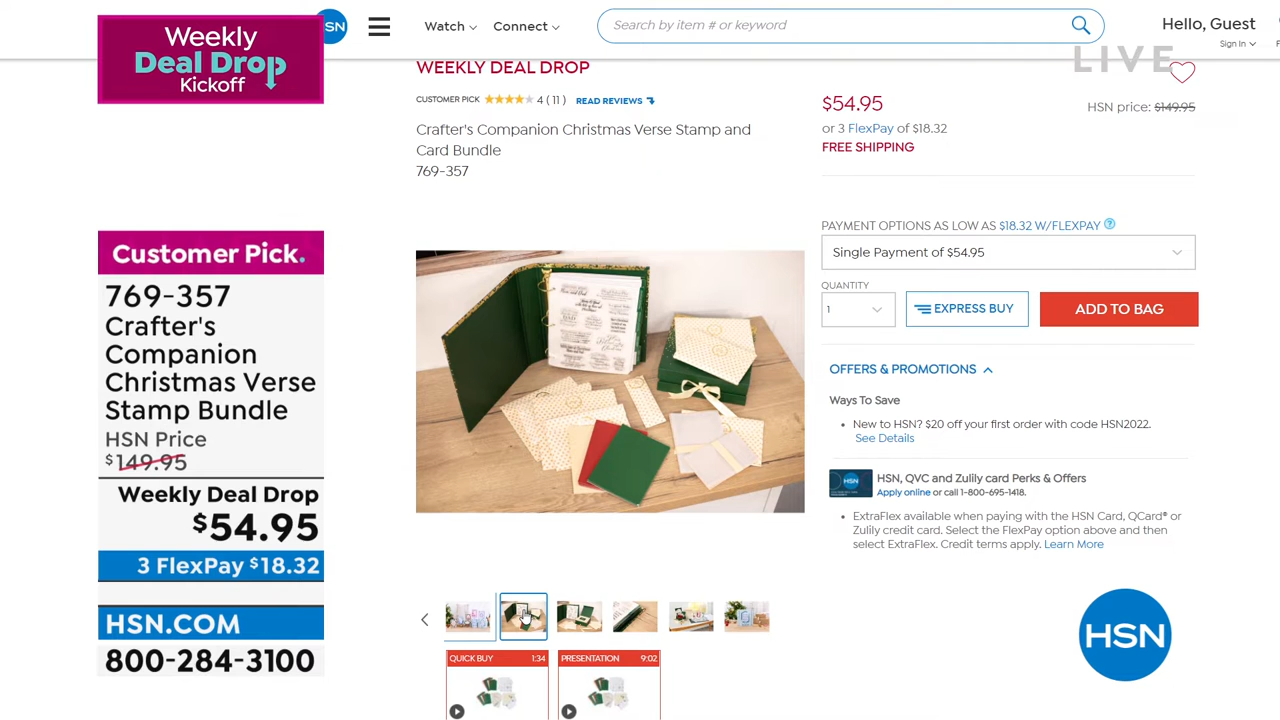 Weekly
Deal Drop
Kickoff
SN
Watch
Connect
Search by item # or keyword
Hello, Guest
Sign In
LIVE
WEEKLY DEAL DROP
CUSTOMER PICK 4 ( 11 ) READ REVIEWS
Crafter's Companion Christmas Verse Stamp and
Card Bundle
769-357
$54.95
HSN price: $149.95
or 3 FlexPay of $18.32
FREE SHIPPING
PAYMENT OPTIONS AS LOW AS $18.32 W/FLEXPAY ?
Single Payment of $54.95
QUANTITY
1
EXPRESS BUY
ADD TO BAG
OFFERS & PROMOTIONS
Ways To Save
• New to HSN? $20 off your first order with code HSN2022.
See Details
HSN
HSN, QVC and Zulily card Perks & Offers
Apply online or call 1-800-695-1418.
• ExtraFlex available when paying with the HSN Card, QCard® or
Zulily credit card. Select the FlexPay option above and then
select ExtraFlex. Credit terms apply. Learn More
Customer Pick.
769-357
Crafter's
Companion
Christmas Verse
Stamp Bundle
HSN Price
$149.95
Weekly Deal Drop
$54.95
3 FlexPay $18.32
HSN.COM
800-284-3100
QUICK BUY 1:34
PRESENTATION 9:02
HSN